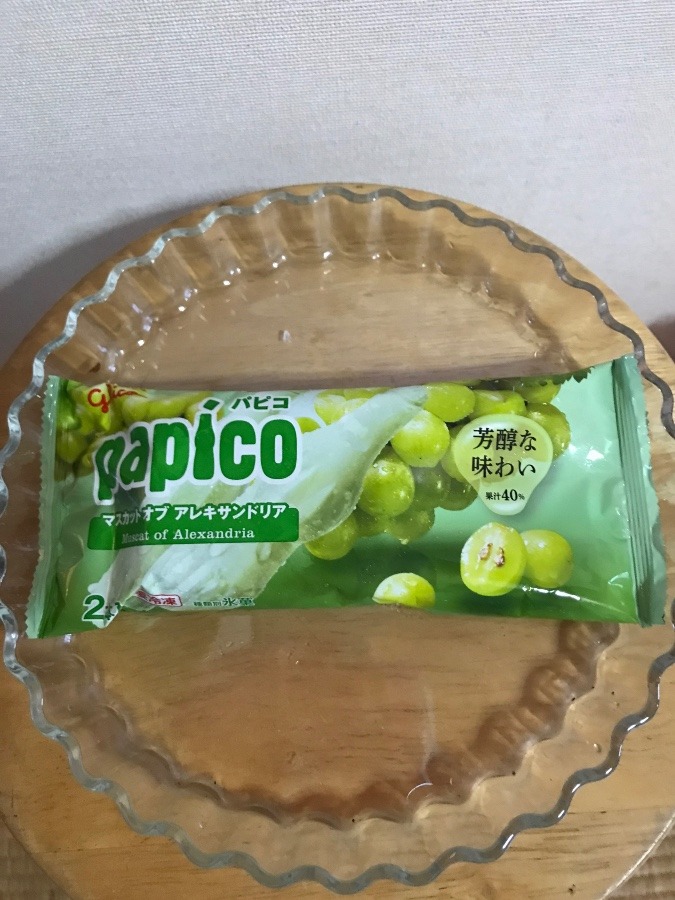 Glico
パピコ
papico
マスカット オブ アレキサンドリア
Muscat of Alexandria
芳醇な
味わい
果汁40%
冷凍
種類別 氷菓